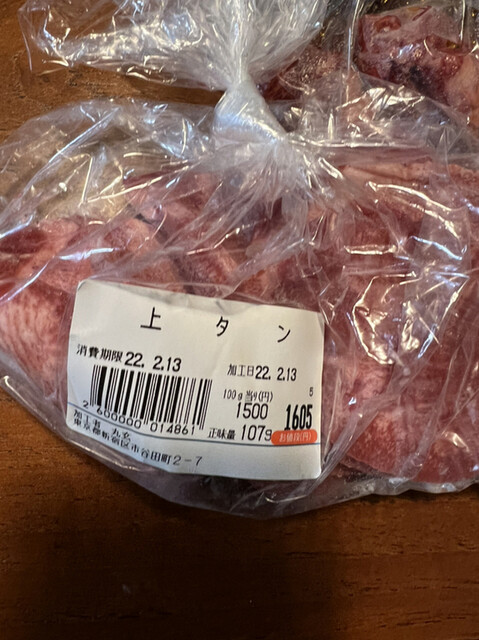 上タン
消費期限 22. 2.13
加工日 22. 2.13
5
100g当り(円)
1500
1605
2 600000 014861
正味量 107g
お値段(円)
加工者 丸玄
東京都新宿区市谷田町2-7